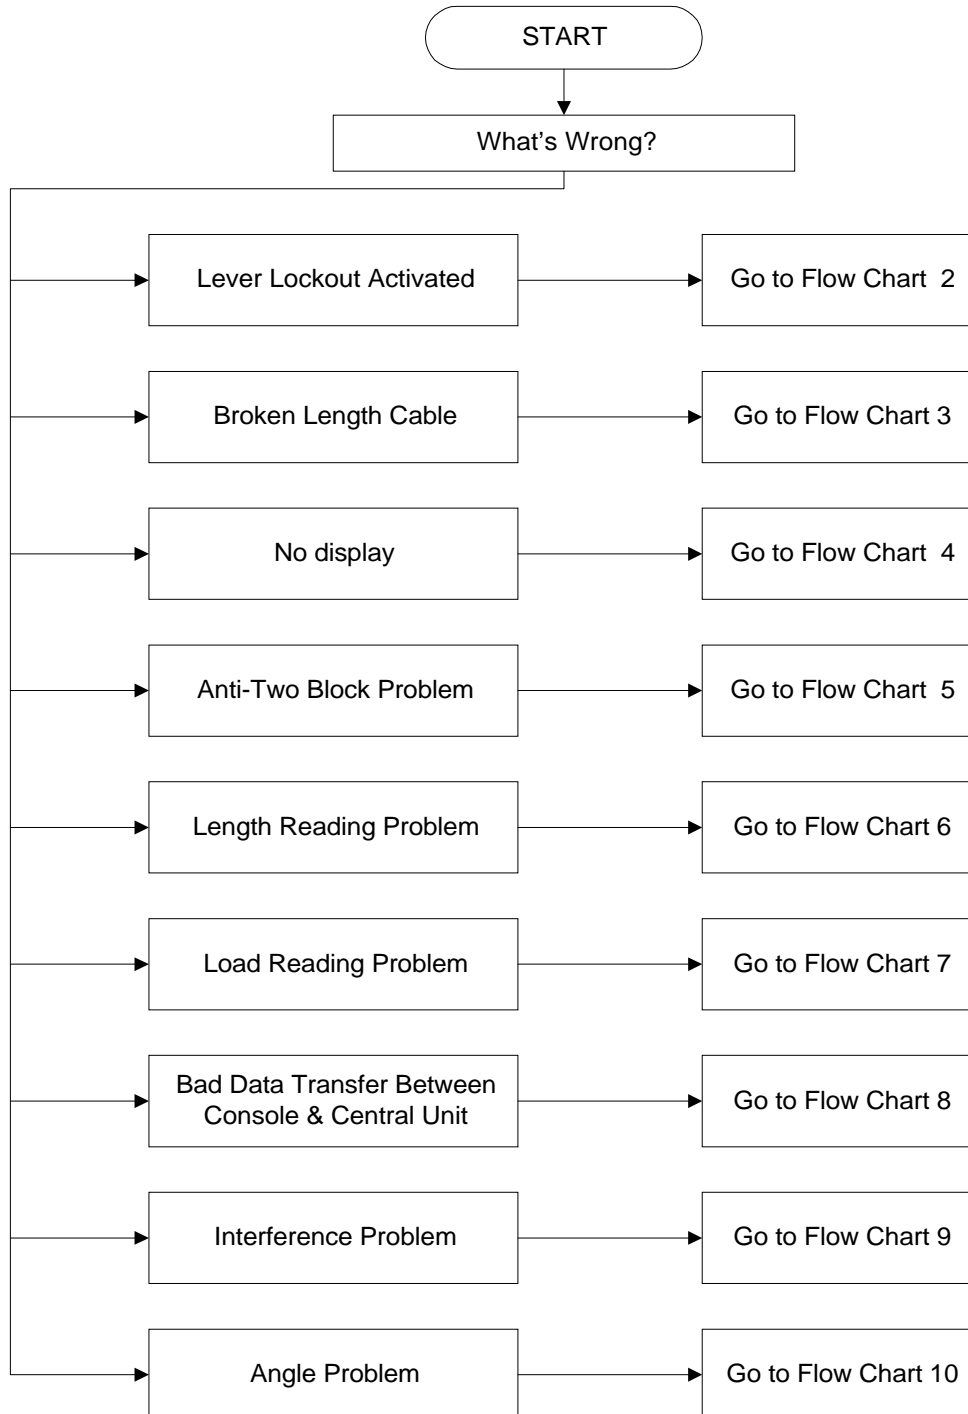 START
What's Wrong?
Lever Lockout Activated
Go to Flow Chart 2
Broken Length Cable
Go to Flow Chart 3
No display
Go to Flow Chart 4
Anti-Two Block Problem
Go to Flow Chart 5
Length Reading Problem
Go to Flow Chart 6
Load Reading Problem
Go to Flow Chart 7
Bad Data Transfer Between
Console & Central Unit
Go to Flow Chart 8
Interference Problem
Go to Flow Chart 9
Angle Problem
Go to Flow Chart 10